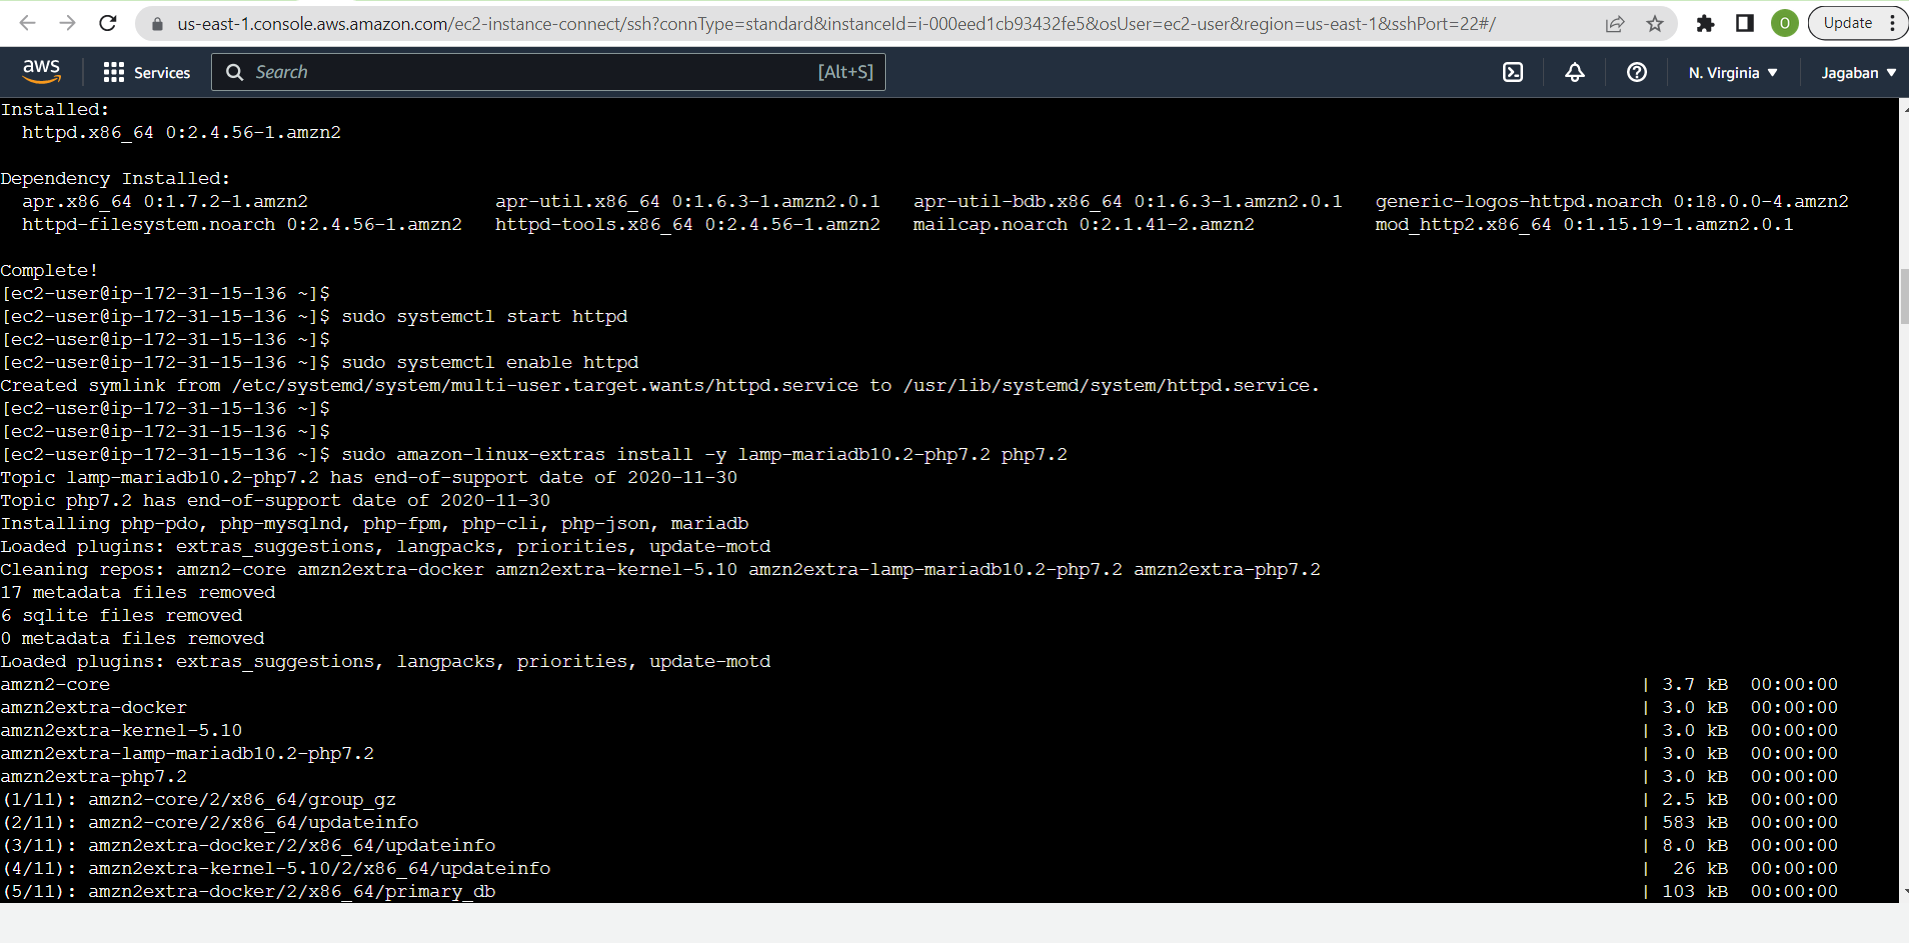 us-east-1.console.aws.amazon.com/ec2-instance-connect/ssh?connType=standard&instanceId=i-000eed1cb93432fe5&osUser=ec2-user&region=us-east-1&sshPort=22#/
O
Update
aws
Services
Search
[Alt+S]
N. Virginia
Jagaban
Installed:
httpd.x86_64 0:2.4.56-1.amzn2
Dependency Installed:
apr.x86_64 0:1.7.2-1.amzn2 apr-util.x86_64 0:1.6.3-1.amzn2.0.1 apr-util-bdb.x86_64 0:1.6.3-1.amzn2.0.1 generic-logos-httpd.noarch 0:18.0.0-4.amzn2
httpd-filesystem.noarch 0:2.4.56-1.amzn2 httpd-tools.x86_64 0:2.4.56-1.amzn2 mailcap.noarch 0:2.1.41-2.amzn2 mod_http2.x86_64 0:1.15.19-1.amzn2.0.1
Complete!
[ec2-user@ip-172-31-15-136 ~]$
[ec2-user@ip-172-31-15-136 ~]$ sudo systemctl start httpd
[ec2-user@ip-172-31-15-136 ~]$
[ec2-user@ip-172-31-15-136 ~]$ sudo systemctl enable httpd
Created symlink from /etc/systemd/system/multi-user.target.wants/httpd.service to /usr/lib/systemd/system/httpd.service.
[ec2-user@ip-172-31-15-136 ~]$
[ec2-user@ip-172-31-15-136 ~]$
[ec2-user@ip-172-31-15-136 ~]$ sudo amazon-linux-extras install -y lamp-mariadb10.2-php7.2 php7.2
Topic lamp-mariadb10.2-php7.2 has end-of-support date of 2020-11-30
Topic php7.2 has end-of-support date of 2020-11-30
Installing php-pdo, php-mysqlnd, php-fpm, php-cli, php-json, mariadb
Loaded plugins: extras_suggestions, langpacks, priorities, update-motd
Cleaning repos: amzn2-core amzn2extra-docker amzn2extra-kernel-5.10 amzn2extra-lamp-mariadb10.2-php7.2 amzn2extra-php7.2
17 metadata files removed
6 sqlite files removed
0 metadata files removed
Loaded plugins: extras_suggestions, langpacks, priorities, update-motd
amzn2-core | 3.7 kB 00:00:00
amzn2extra-docker | 3.0 kB 00:00:00
amzn2extra-kernel-5.10 | 3.0 kB 00:00:00
amzn2extra-lamp-mariadb10.2-php7.2 | 3.0 kB 00:00:00
amzn2extra-php7.2 | 3.0 kB 00:00:00
(1/11): amzn2-core/2/x86_64/group_gz | 2.5 kB 00:00:00
(2/11): amzn2-core/2/x86_64/updateinfo | 583 kB 00:00:00
(3/11): amzn2extra-docker/2/x86_64/updateinfo | 8.0 kB 00:00:00
(4/11): amzn2extra-kernel-5.10/2/x86_64/updateinfo | 26 kB 00:00:00
(5/11): amzn2extra-docker/2/x86_64/primary_db | 103 kB 00:00:00